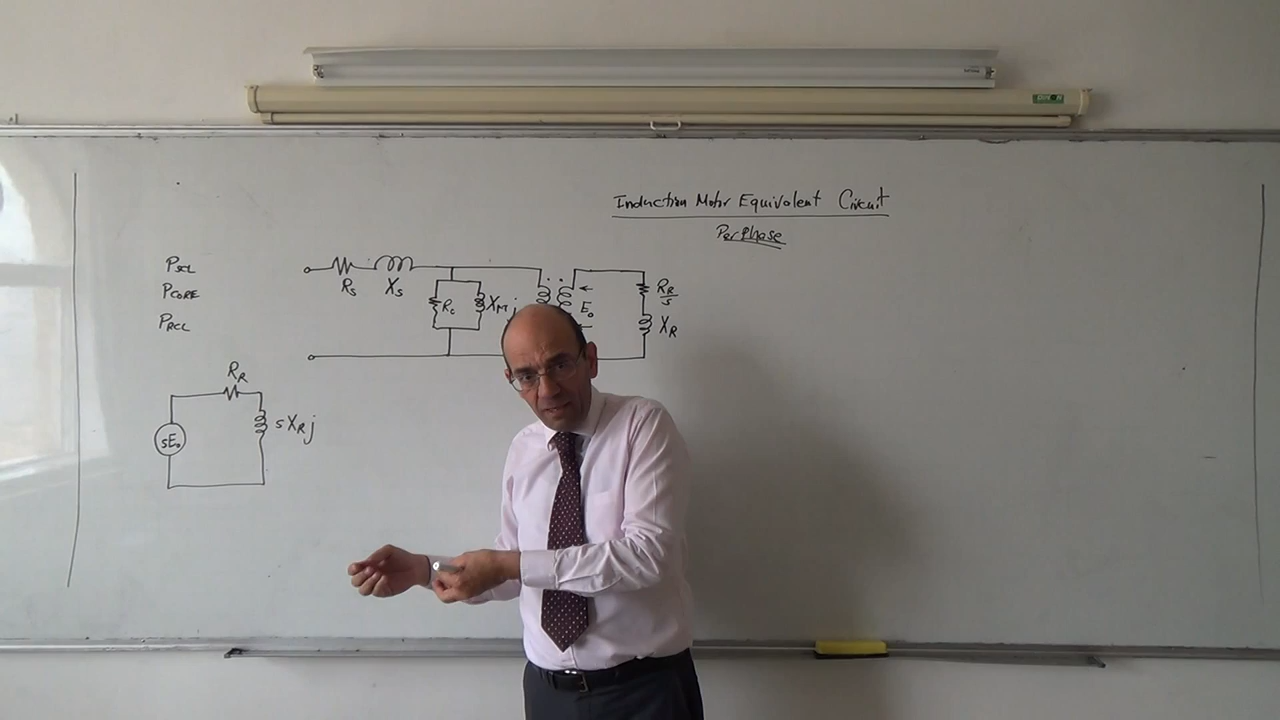 Induction Motor Equivalent Circuit
Per Phase
PSCL
PCORE
PRCL
RS
XS
RC
XM j
E0
RR/S
XR
RR
sE0
sXR j